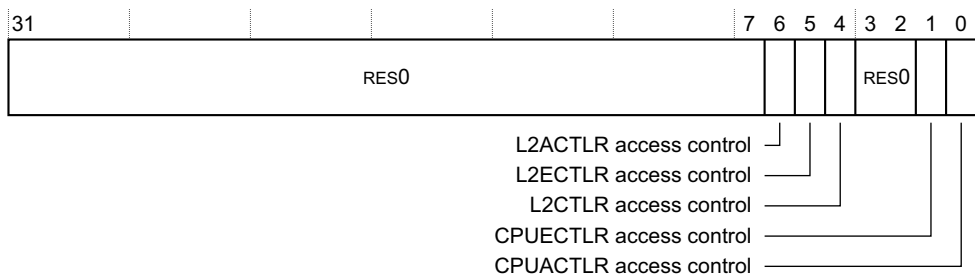 31 7 6 5 4 3 2 1 0
RES0 RES0
L2ACTLR access control
L2ECTLR access control
L2CTLR access control
CPUECTLR access control
CPUACTLR access control